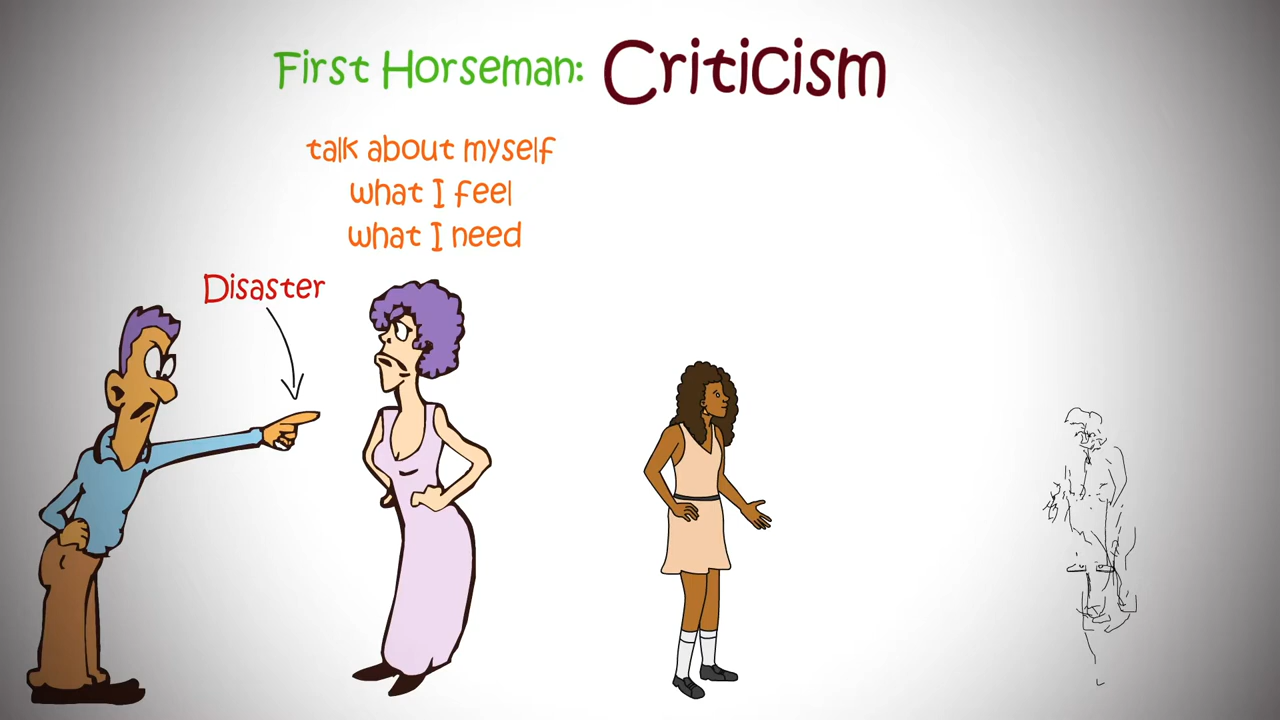 First Horseman: Criticism
talk about myself
what I feel
what I need
Disaster